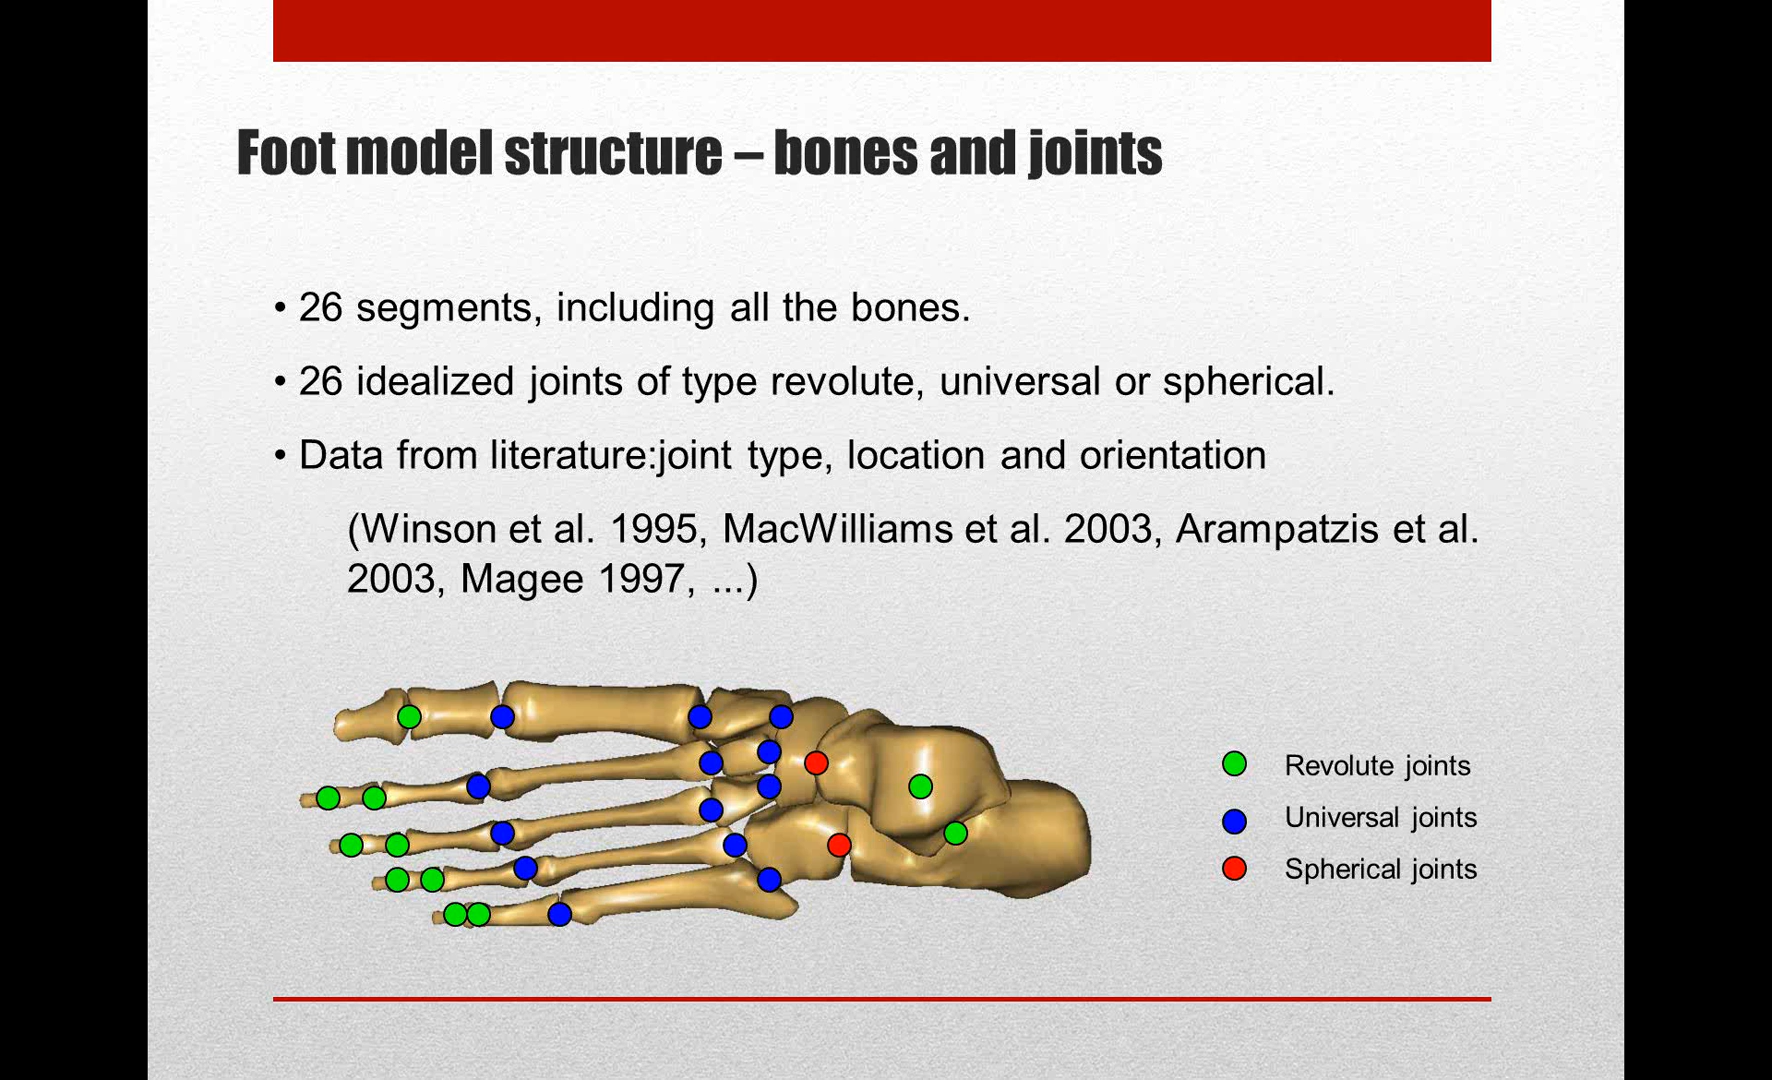 Foot model structure – bones and joints
• 26 segments, including all the bones.
• 26 idealized joints of type revolute, universal or spherical.
• Data from literature:joint type, location and orientation
(Winson et al. 1995, MacWilliams et al. 2003, Arampatzis et al.
2003, Magee 1997, ...)
Revolute joints
Universal joints
Spherical joints